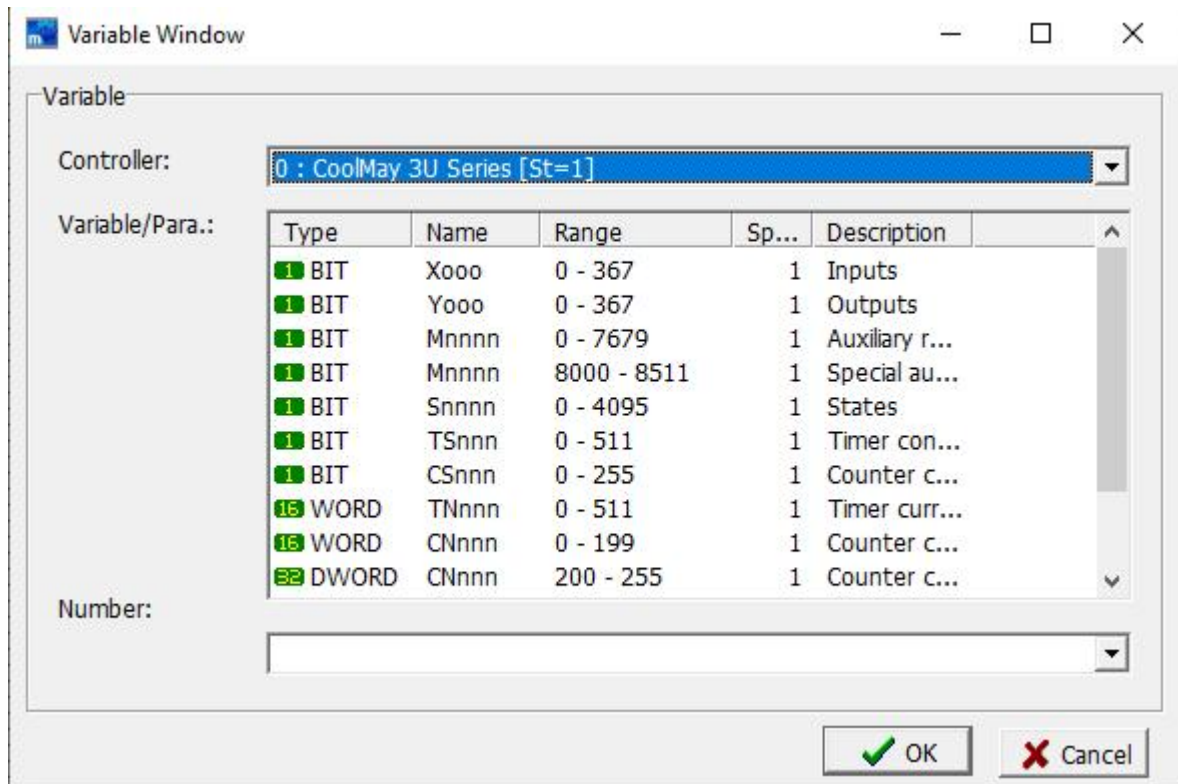 Variable Window
Variable
Controller:
0 : CoolMay 3U Series [St=1]
Variable/Para.:
Type Name Range Sp... Description
1 BIT Xooo 0 - 367 1 Inputs
1 BIT Yooo 0 - 367 1 Outputs
1 BIT Mnnnn 0 - 7679 1 Auxiliary r...
1 BIT Mnnnn 8000 - 8511 1 Special au...
1 BIT Snnnn 0 - 4095 1 States
1 BIT TSnnn 0 - 511 1 Timer con...
1 BIT CSnnn 0 - 255 1 Counter c...
16 WORD TNnnn 0 - 511 1 Timer curr...
16 WORD CNnnn 0 - 199 1 Counter c...
32 DWORD CNnnn 200 - 255 1 Counter c...
Number:
OK Cancel